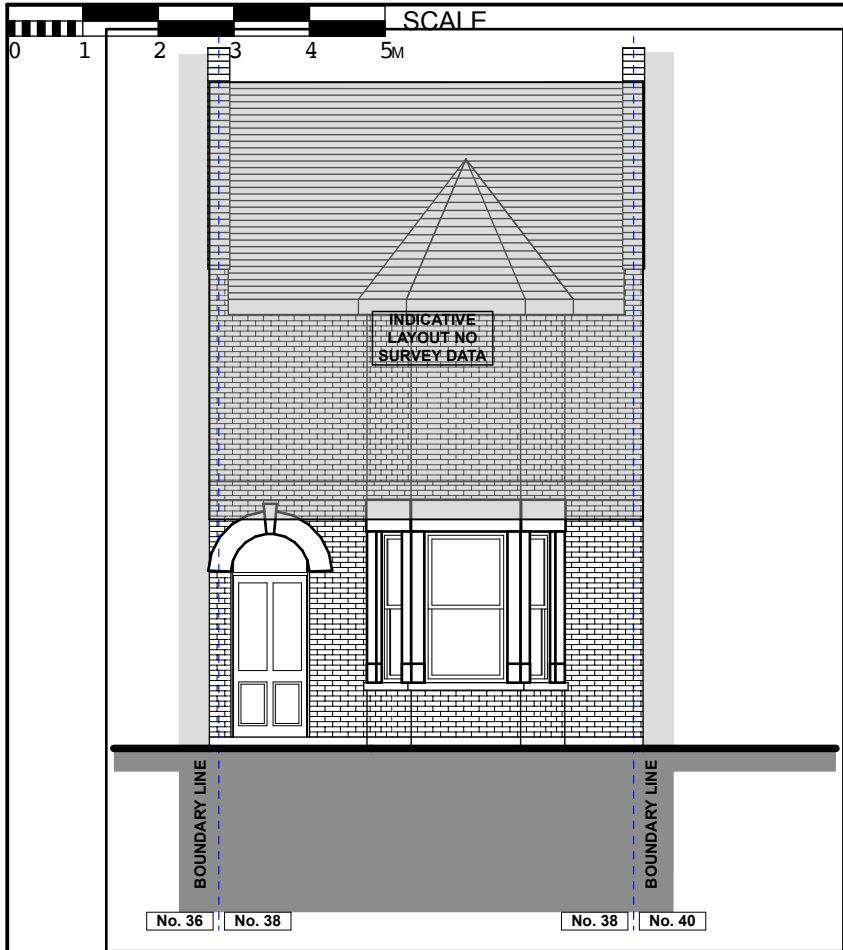 SCALE
0 1 2 3 4 5M
INDICATIVE
LAYOUT NO
SURVEY DATA
BOUNDARY LINE
BOUNDARY LINE
No. 36
No. 38
No. 38
No. 40